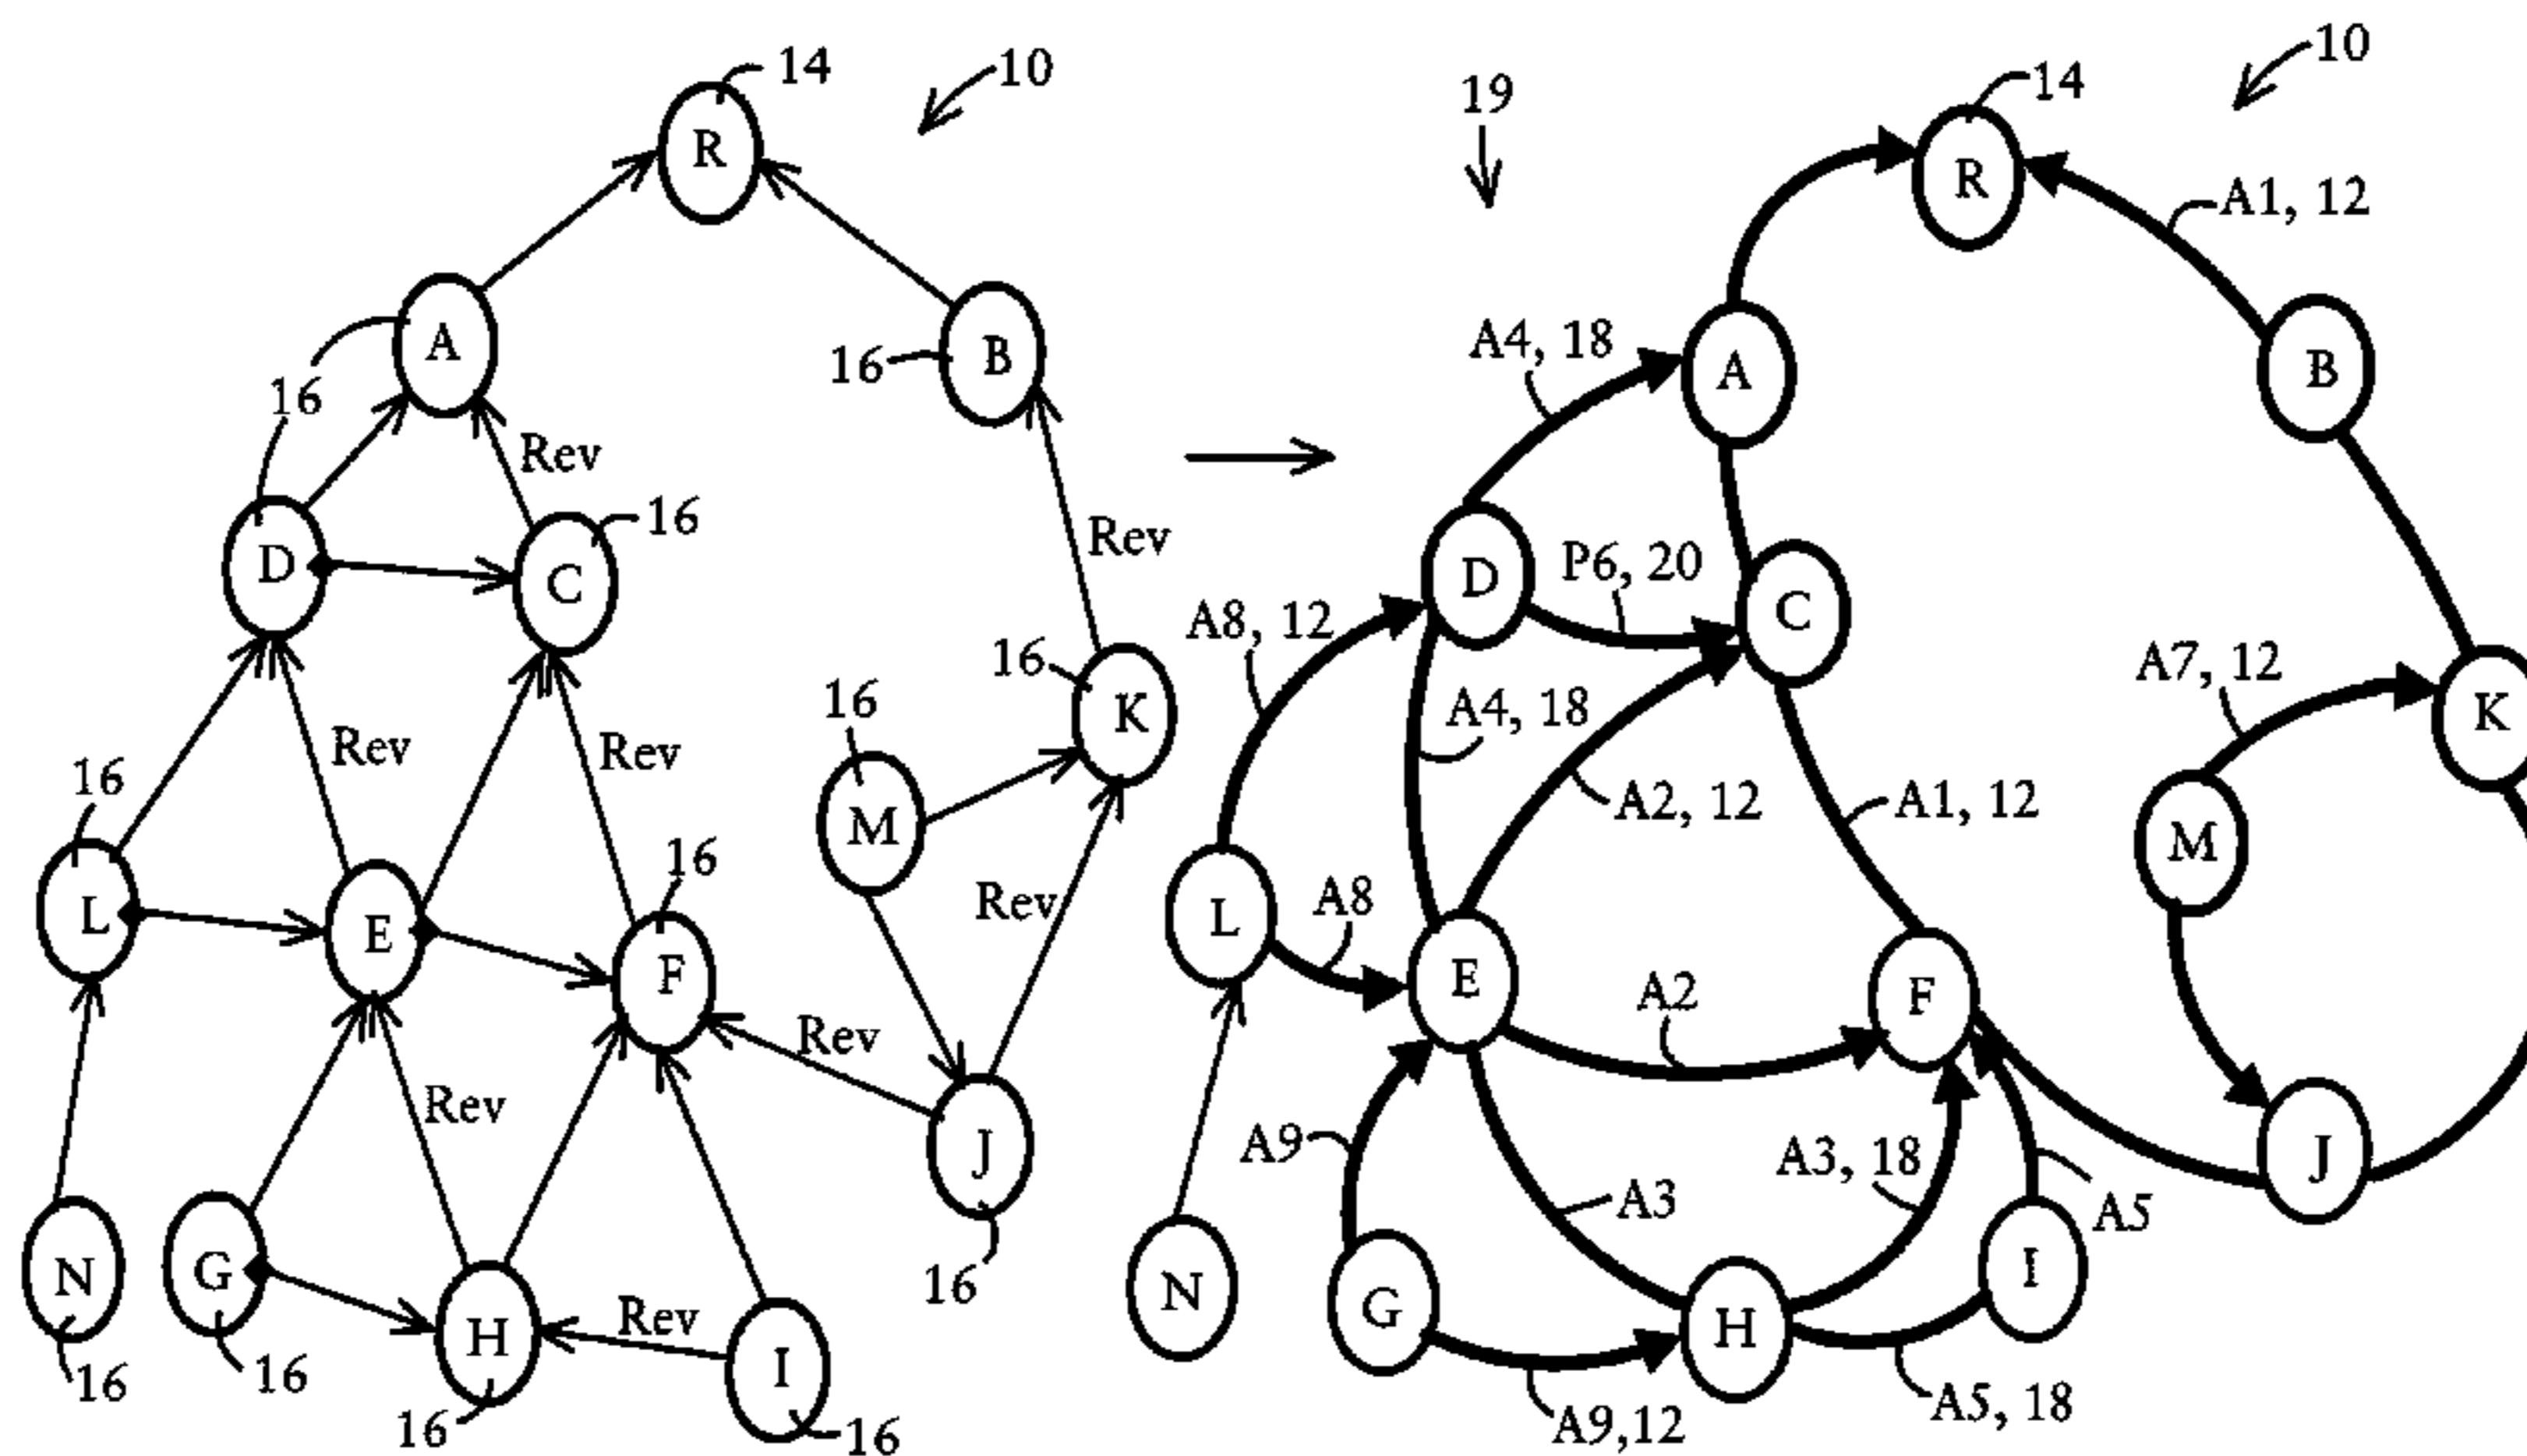 14
10
R
A
16
16
B
Rev
D
C
16
Rev
16
K
16
M
Rev
Rev
16
L
E
16
F
Rev
Rev
J
16
Rev
N
16
G
16
H
16
Rev
I
16
19
14
10
R
A1, 12
A4, 18
A
B
D
P6, 20
C
A8, 12
A4, 18
A7, 12
K
A2, 12
A1, 12
M
L
A8
E
A2
F
A9
A3
A3, 18
A5
J
N
G
H
I
A9,12
A5, 18